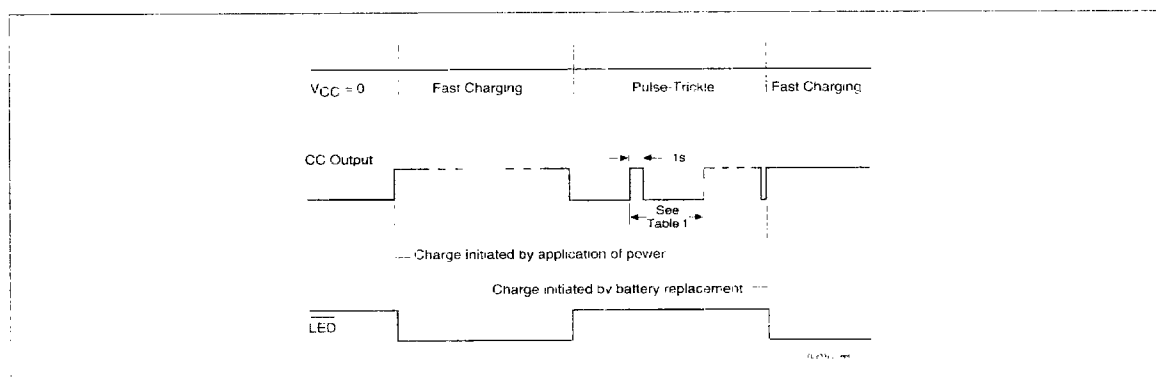 VCC = 0 Fast Charging Pulse-Trickle Fast Charging
CC Output
1s
See
Table 1
Charge initiated by application of power
Charge initiated by battery replacement
LED